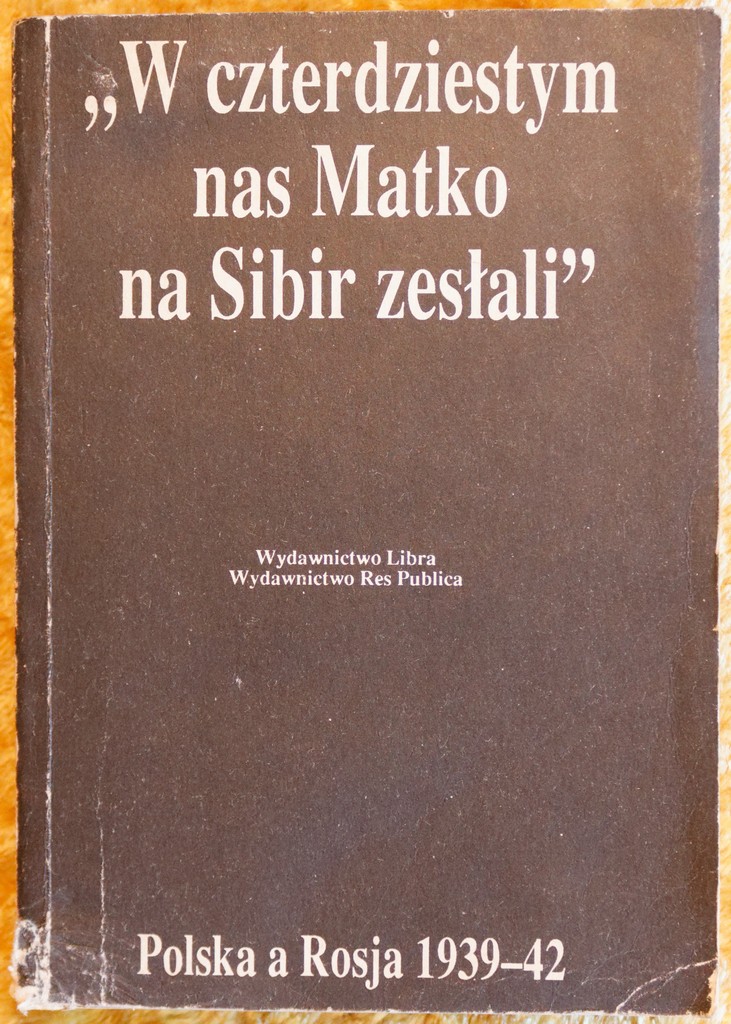 „W czterdziestym
nas Matko
na Sibir zesłali”
Wydawnictwo Libra
Wydawnictwo Res Publica
Polska a Rosja 1939–42